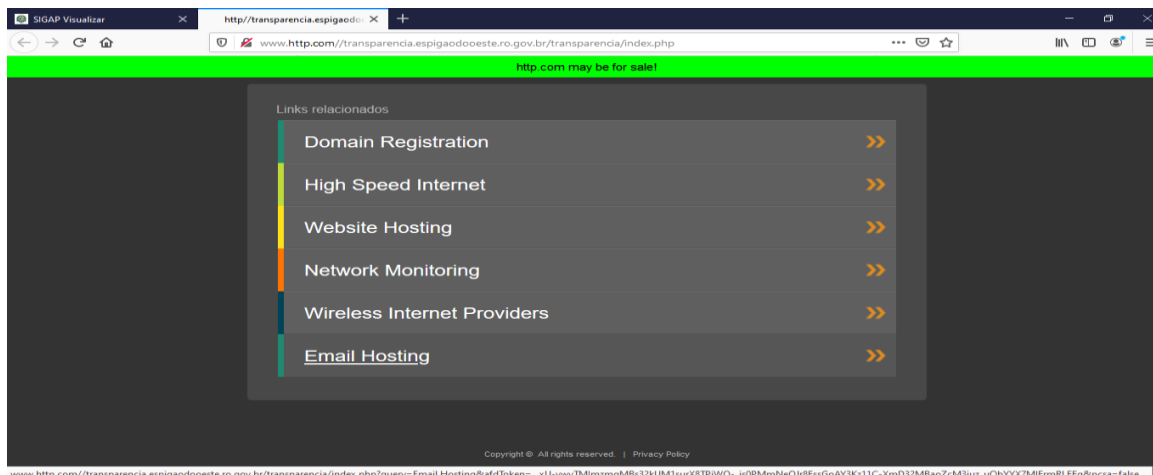 SIGAP Visualizar
http//transparencia.espigaodo
www.http.com//transparencia.espigaodooeste.ro.gov.br/transparencia/index.php
http.com may be for sale!
Links relacionados
Domain Registration
High Speed Internet
Website Hosting
Network Monitoring
Wireless Internet Providers
Email Hosting
Copyright © All rights reserved. | Privacy Policy